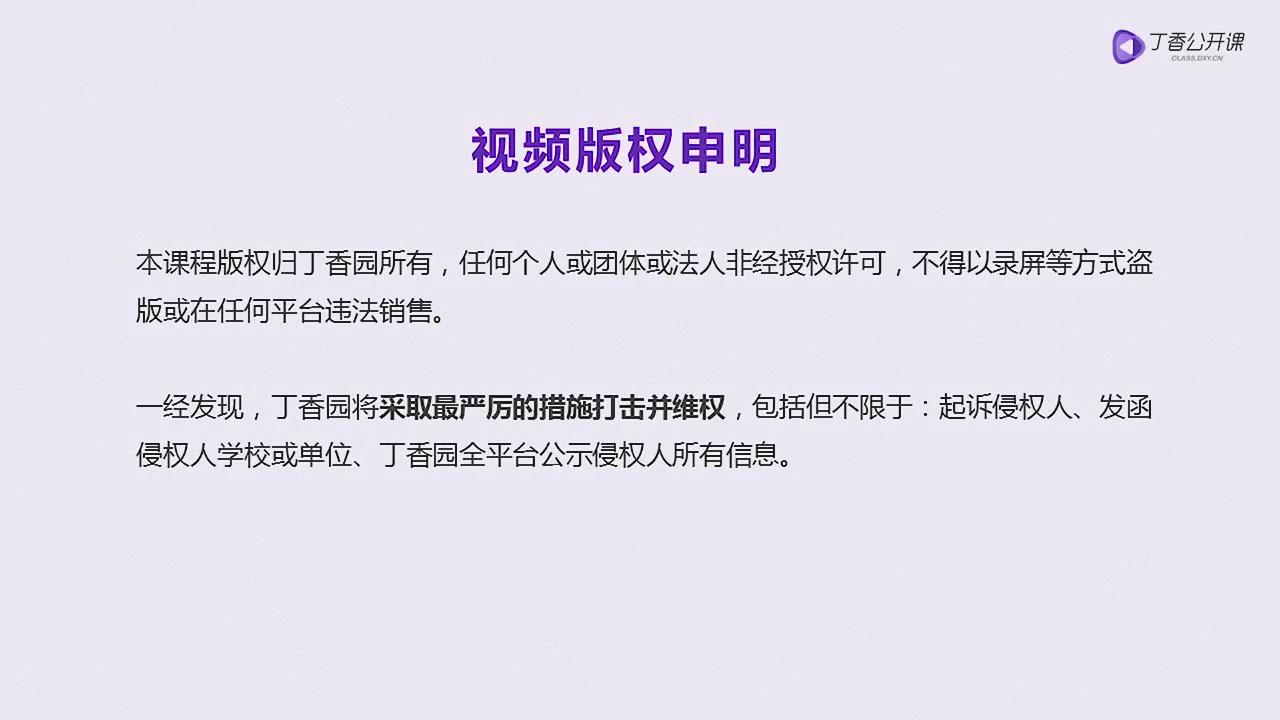 丁香公开课
CLASS.DXY.CN
视频版权申明
本课程版权归丁香园所有，任何个人或团体或法人非经授权许可，不得以录屏等方式盗
版或在任何平台违法销售。
一经发现，丁香园将采取最严厉的措施打击并维权，包括但不限于：起诉侵权人、发函
侵权人学校或单位、丁香园全平台公示侵权人所有信息。